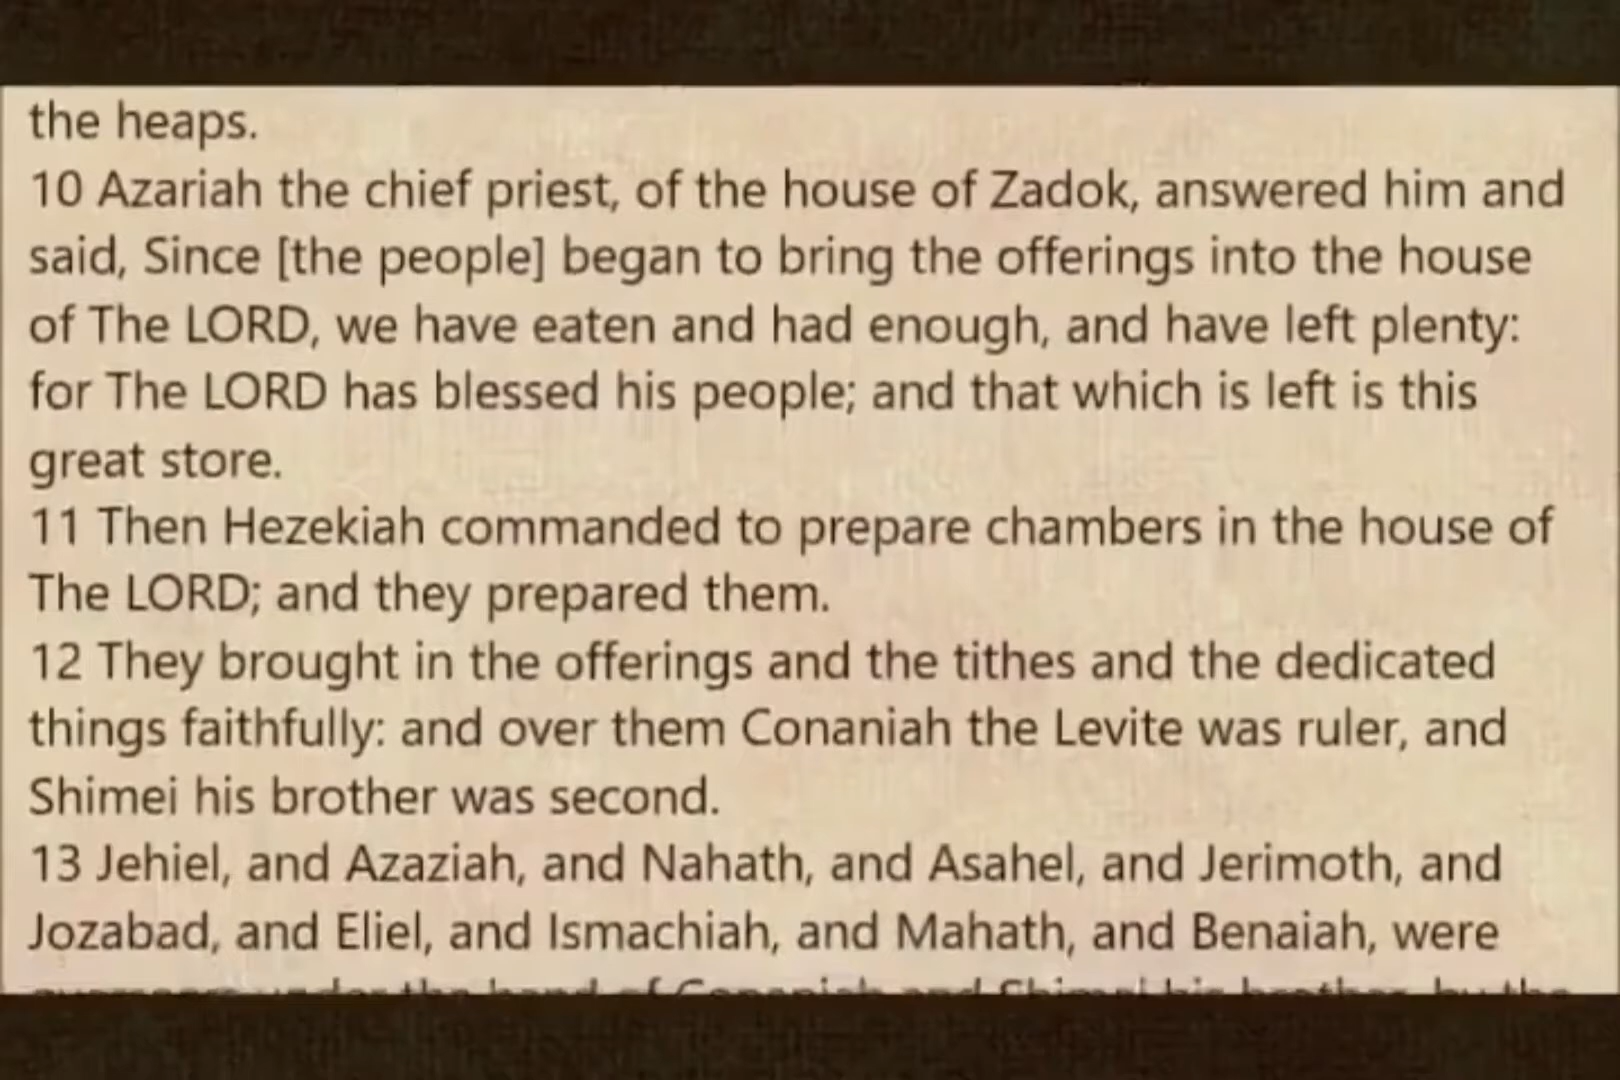 the heaps.
10 Azariah the chief priest, of the house of Zadok, answered him and
said, Since [the people] began to bring the offerings into the house
of The LORD, we have eaten and had enough, and have left plenty:
for The LORD has blessed his people; and that which is left is this
great store.
11 Then Hezekiah commanded to prepare chambers in the house of
The LORD; and they prepared them.
12 They brought in the offerings and the tithes and the dedicated
things faithfully: and over them Conaniah the Levite was ruler, and
Shimei his brother was second.
13 Jehiel, and Azaziah, and Nahath, and Asahel, and Jerimoth, and
Jozabad, and Eliel, and Ismachiah, and Mahath, and Benaiah, were